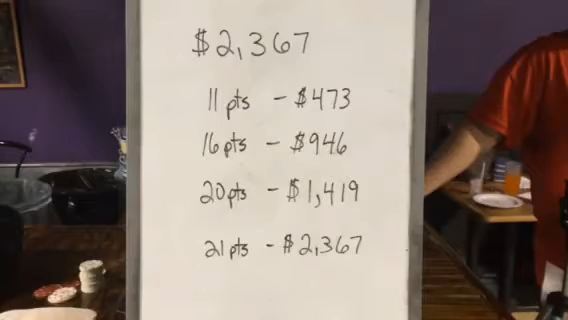 $2,367
11 pts - $473
16 pts - $946
20 pts - $1,419
21 pts - $2,367